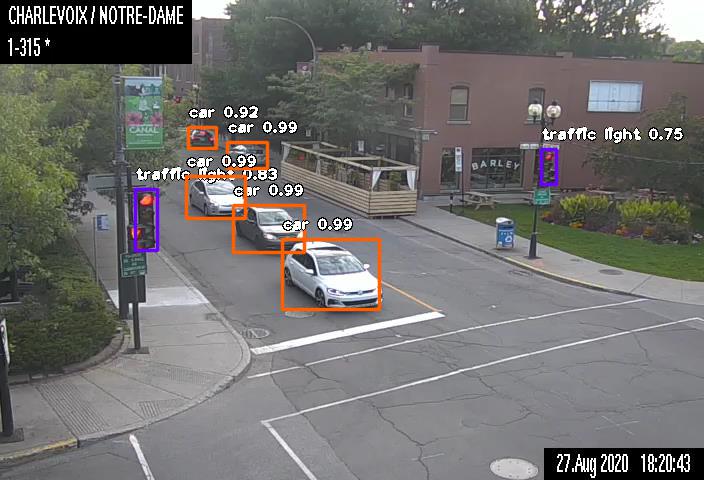 CHARLEVOIX / NOTRE-DAME
1-315 *
car 0.92
car 0.99
traffic light 0.75
car 0.99
traffic light 0.83
car 0.99
car 0.99
CANAL
BARLEY
27.Aug 2020 18:20:43